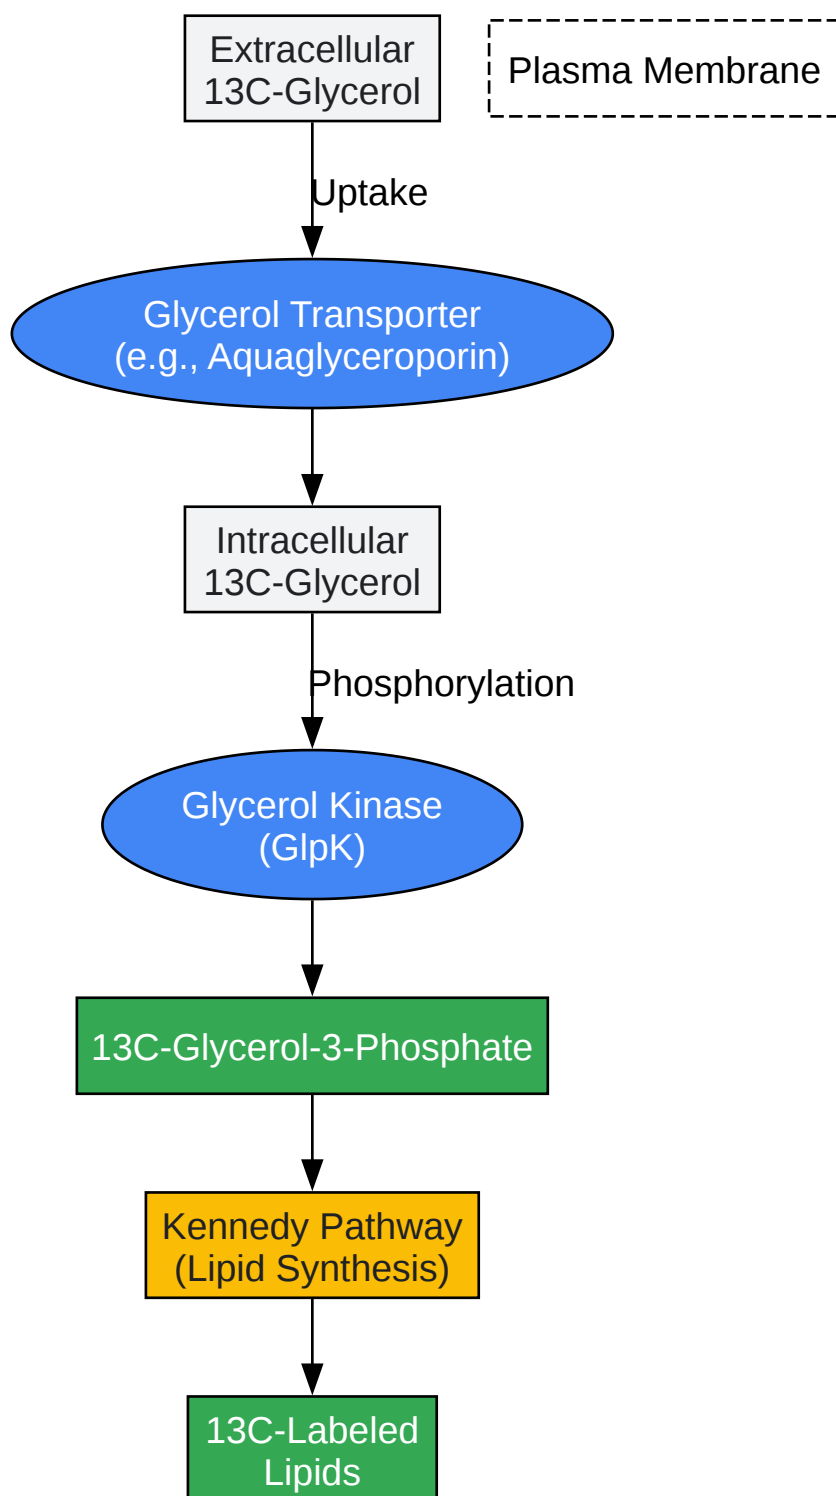 Extracellular
13C-Glycerol
Plasma Membrane
Uptake
Glycerol Transporter
(e.g., Aquaglyceroporin)
Intracellular
13C-Glycerol
Phosphorylation
Glycerol Kinase
(GlpK)
13C-Glycerol-3-Phosphate
Kennedy Pathway
(Lipid Synthesis)
13C-Labeled
Lipids